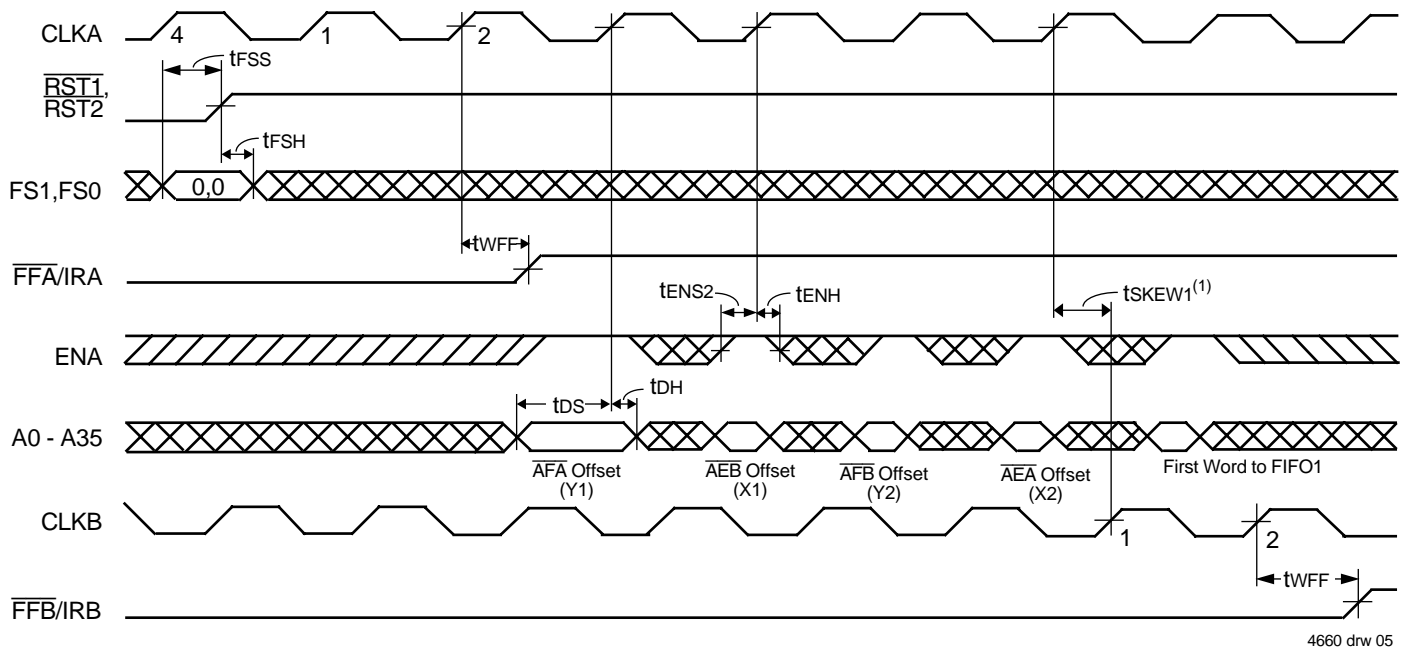 CLKA
4
1
2
tFSS
RST1,
RST2
tFSH
FS1,FS0
0,0
tWFF
FFA/IRA
tENS2
tENH
tSKEW1(1)
ENA
tDS
tDH
A0 - A35
AFA Offset
(Y1)
AEB Offset
(X1)
AFB Offset
(Y2)
AEA Offset
(X2)
First Word to FIFO1
CLKB
1
2
tWFF
FFB/IRB
4660 drw 05